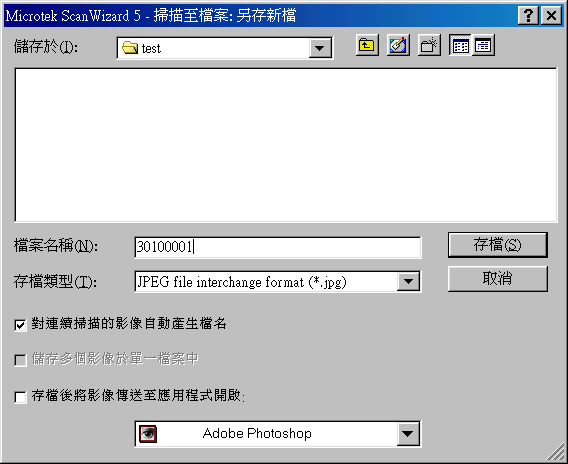 Microtek ScanWizard 5 - 掃描至檔案: 另存新檔
儲存於(I):
test
檔案名稱(N):
30100001
存檔(S)
存檔類型(T):
JPEG file interchange format (*.jpg)
取消
對連續掃描的影像自動產生檔名
儲存多個影像於單一檔案中
存檔後將影像傳送至應用程式開啟:
Adobe Photoshop